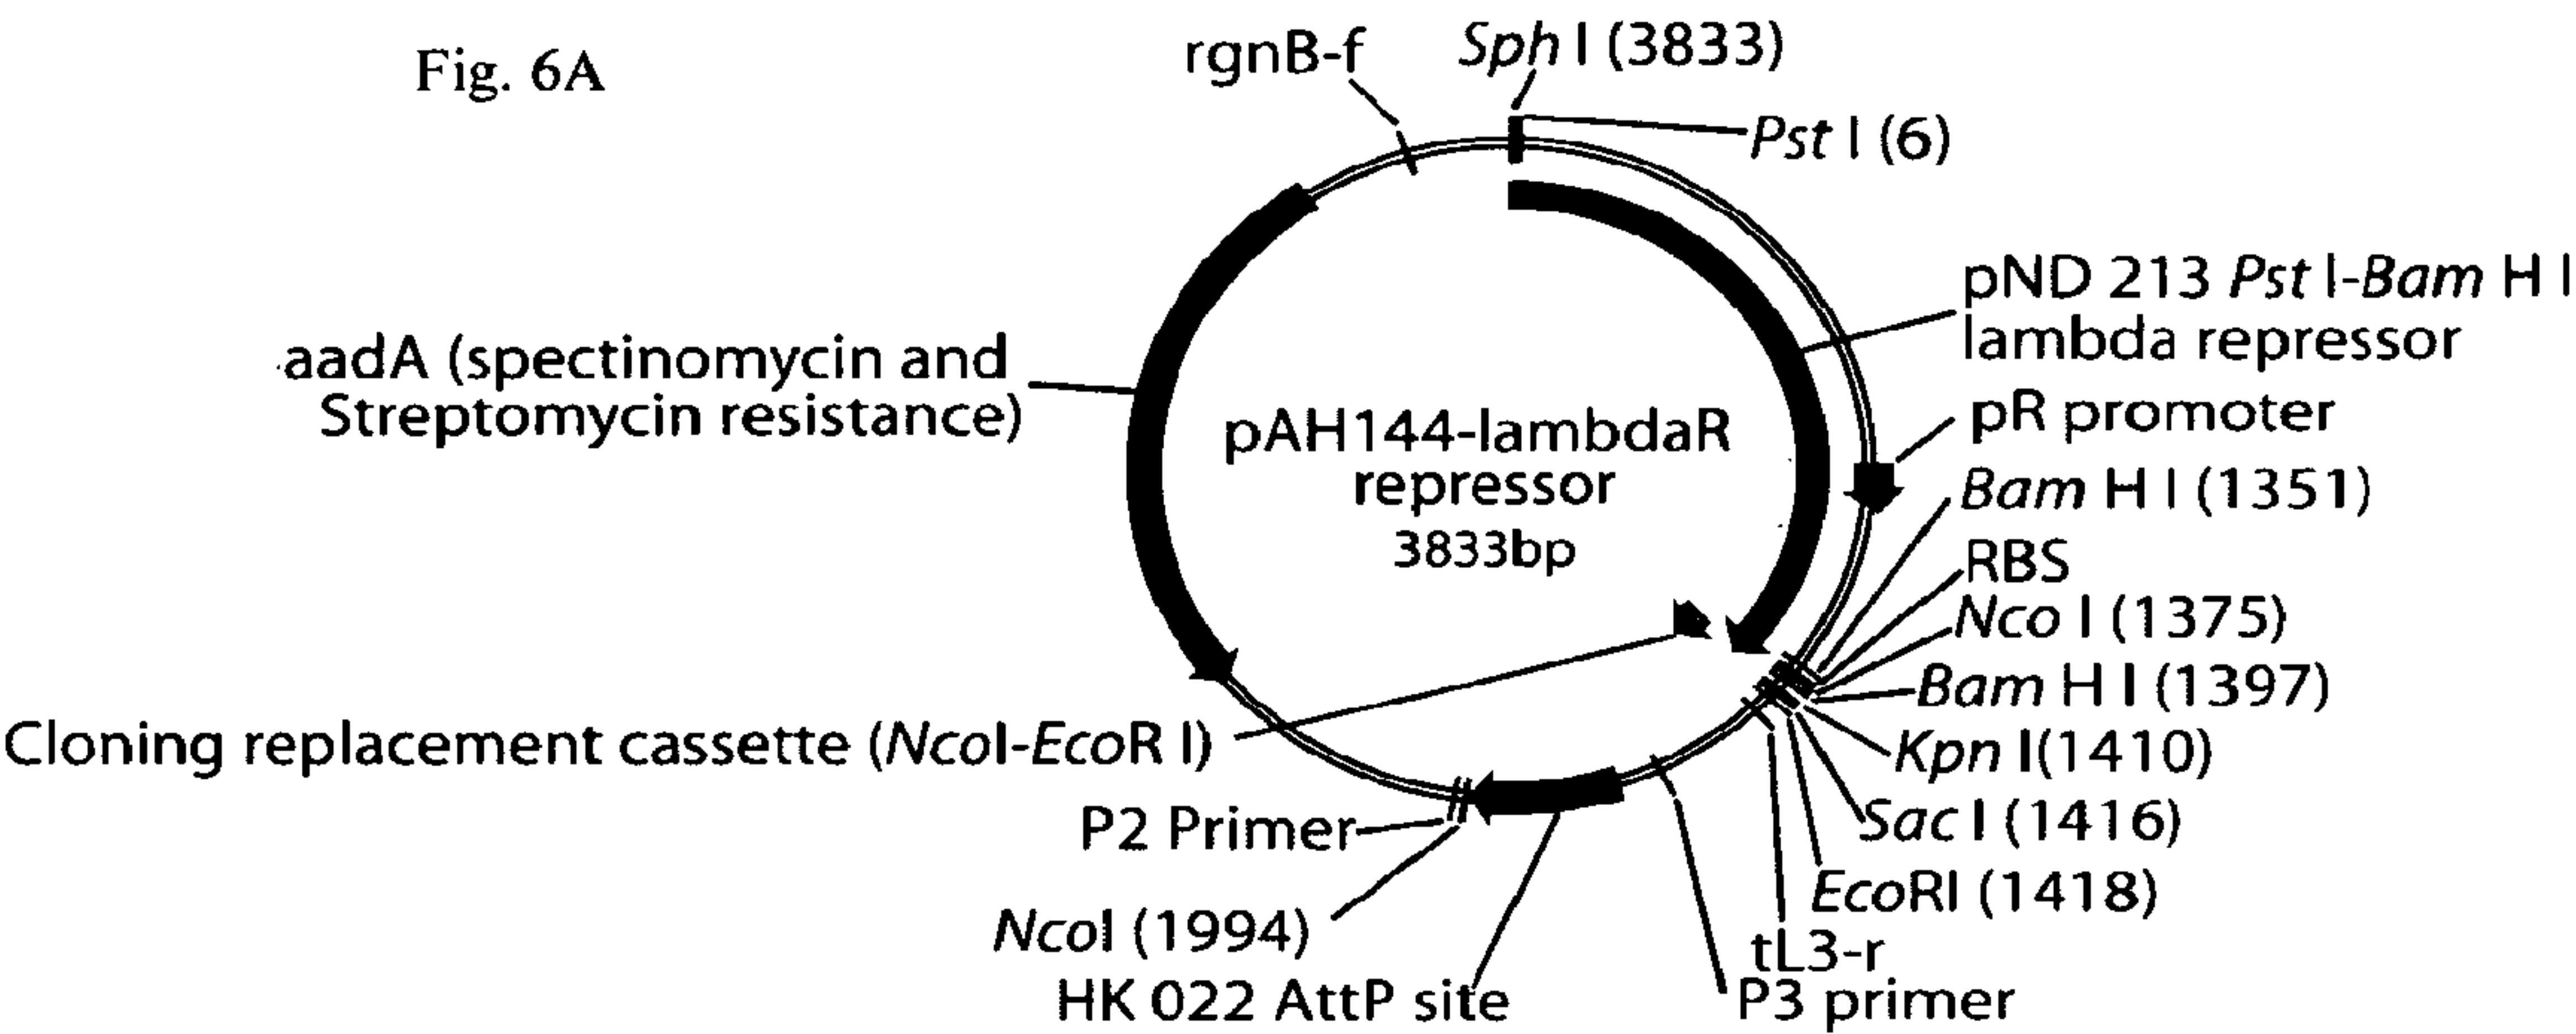 Fig. 6A
rgnB-f
Sph I (3833)
Pst I (6)
pND 213 Pst I-Bam H I
lambda repressor
pR promoter
Bam H I (1351)
RBS
Nco I (1375)
Bam H I (1397)
Kpn I(1410)
Sac I (1416)
EcoRI (1418)
tL3-r
P3 primer
HK 022 AttP site
NcoI (1994)
P2 Primer
Cloning replacement cassette (NcoI-EcoR I)
aadA (spectinomycin and
Streptomycin resistance)
pAH144-lambdaR
repressor
3833bp